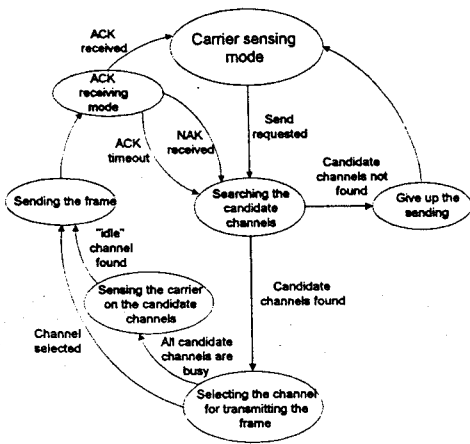 ACK
received
Carrier sensing
mode
ACK
receiving
mode
Send
requested
NAK
received
ACK
timeout
Candidate
channels not
found
Sending the frame
Searching the
candidate
channels
Give up the
sending
"idle"
channel
found
Sensing the carrier
on the candidate
channels
Candidate
channels found
Channel
selected
All candidate
channels are
busy
Selecting the channel
for transmitting the
frame